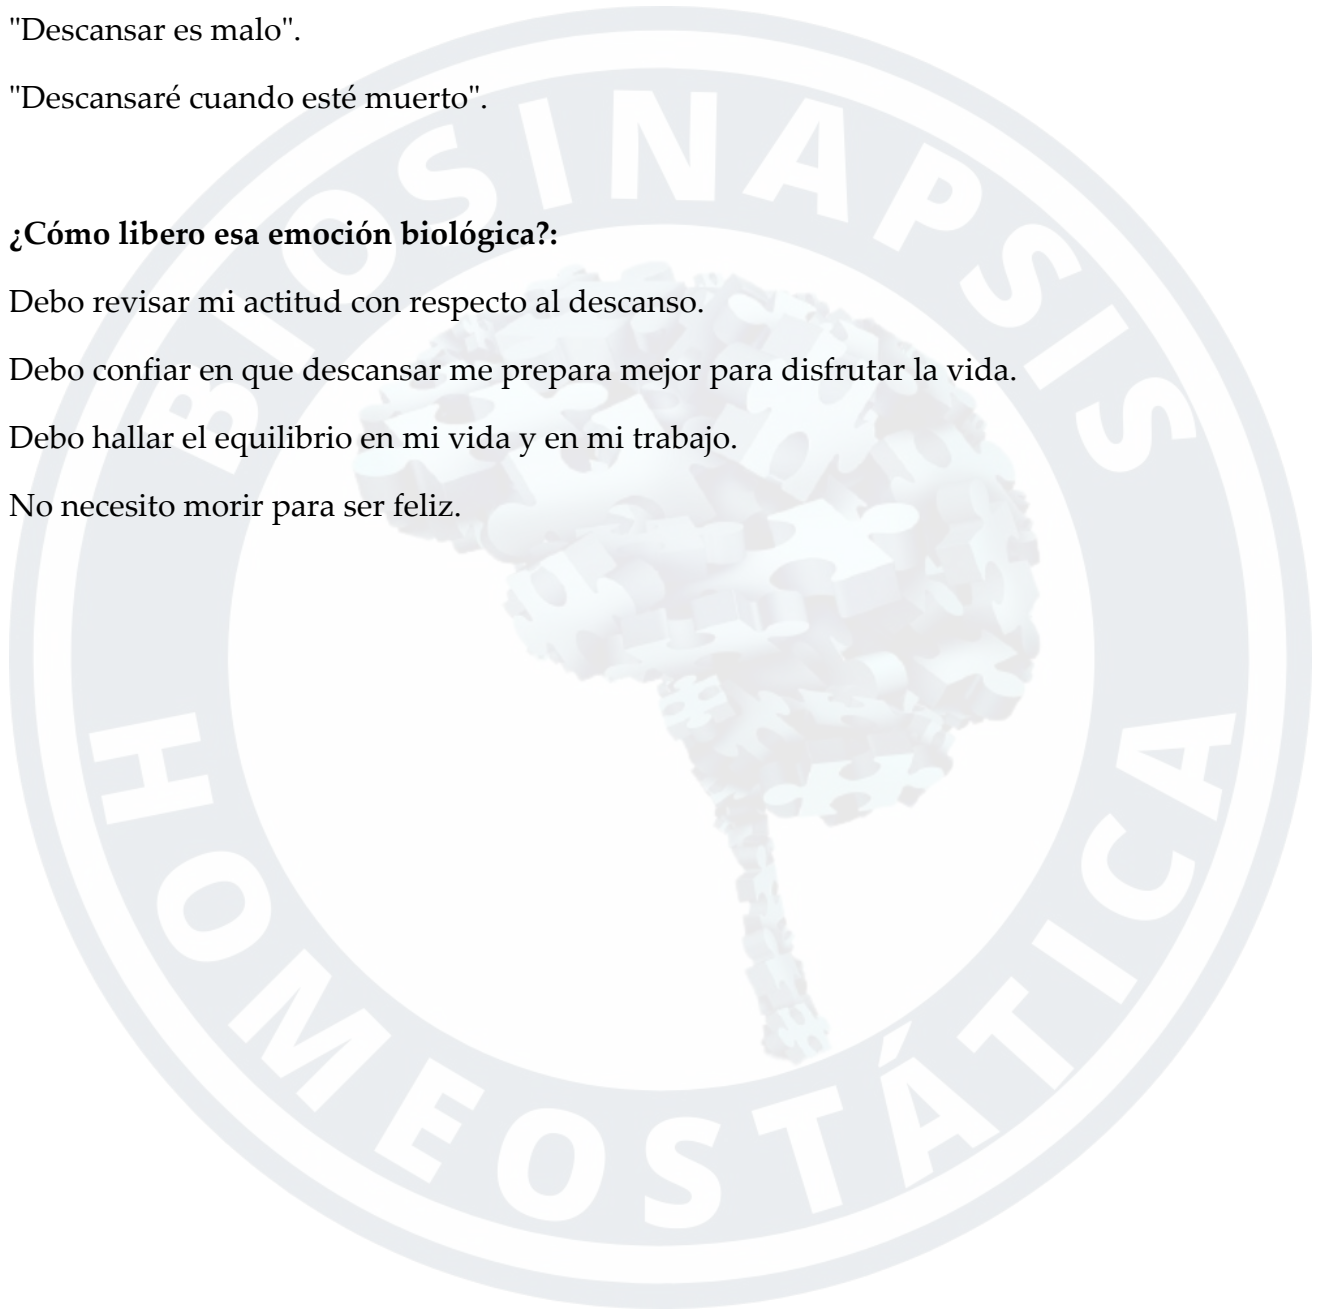 "Descansar es malo".
"Descansaré cuando esté muerto".
¿Cómo libero esa emoción biológica?:
Debo revisar mi actitud con respecto al descanso.
Debo confiar en que descansar me prepara mejor para disfrutar la vida.
Debo hallar el equilibrio en mi vida y en mi trabajo.
No necesito morir para ser feliz.
BIOSINAPSIS
HOMEOSTÁTICA